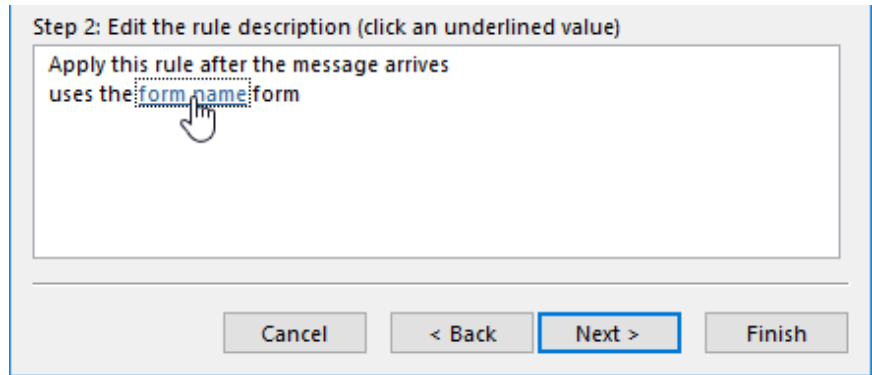 Step 2: Edit the rule description (click an underlined value)
Apply this rule after the message arrives
uses the form name form
Cancel
< Back
Next >
Finish